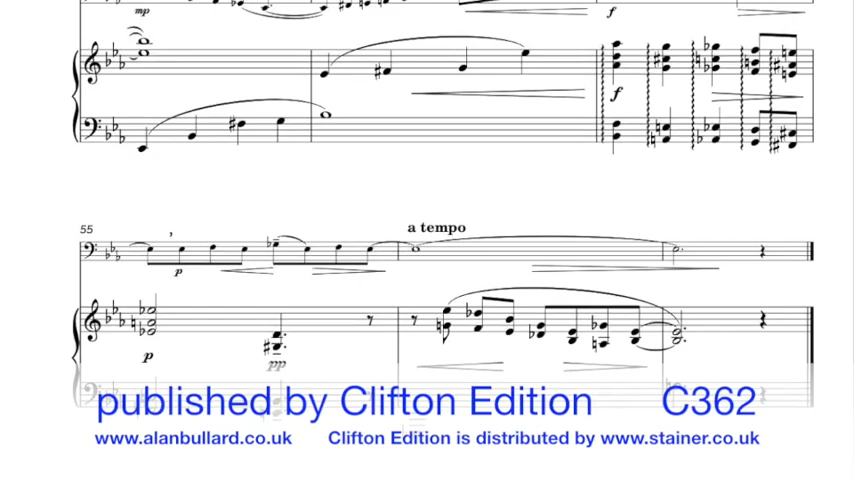 mp
f
f
55
a tempo
p
p
pp
published by Clifton Edition C362
www.alanbullard.co.uk Clifton Edition is distributed by www.stainer.co.uk